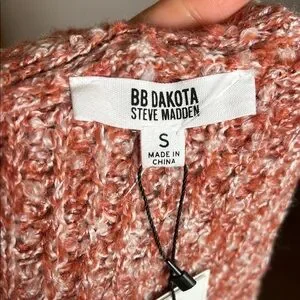 BB DAKOTA
STEVE MADDEN
S
MADE IN
CHINA